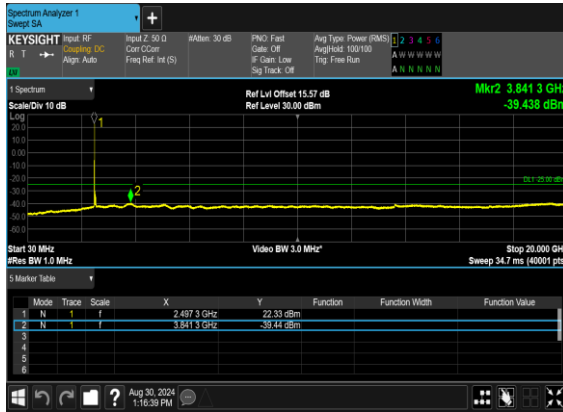 Spectrum Analyzer 1
Swept SA
+
KEYSIGHT Input: RF Input Z: 50 Ω #Atten: 30 dB PNO: Fast Avg Type: Power (RMS) 1 2 3 4 5 6
R T Coupling: DC Corr CCorr Gate: Off Avg|Hold: 100/100 A W W W W W
Align: Auto Freq Ref: Int (S) IF Gain: Low Trig: Free Run
LXI Sig Track: Off A N N N N N
1 Spectrum Ref Lvl Offset 15.57 dB Mkr2 3.841 3 GHz
Scale/Div 10 dB Ref Level 30.00 dBm -39.438 dBm
Log
1
20.0
10.0
0.00
-10.0
-20.0
DL1 -25.00 dBm
-30.0
2
-40.0
-50.0
-60.0
Start 30 MHz Video BW 3.0 MHz* Stop 20.000 GH
#Res BW 1.0 MHz Sweep 34.7 ms (40001 pts
5 Marker Table
Mode Trace Scale X Y Function Function Width Function Value
1 N 1 f 2.497 3 GHz 22.33 dBm
2 N 1 f 3.841 3 GHz -39.44 dBm
3
4
5
6
? Aug 30, 2024
1:16:39 PM